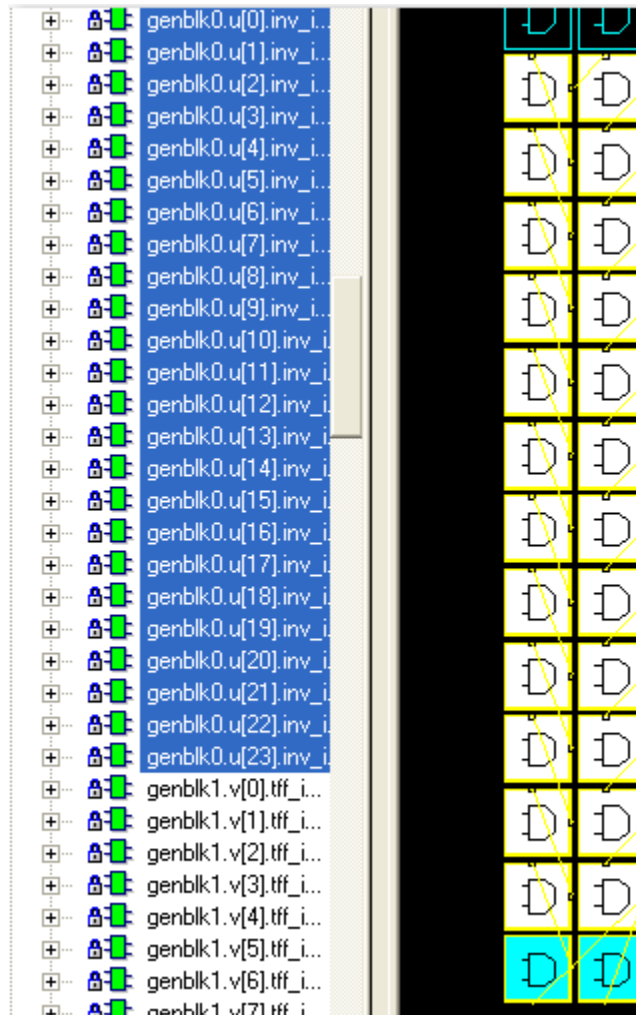 genblk0.u[0].inv_i...
genblk0.u[1].inv_i...
genblk0.u[2].inv_i...
genblk0.u[3].inv_i...
genblk0.u[4].inv_i...
genblk0.u[5].inv_i...
genblk0.u[6].inv_i...
genblk0.u[7].inv_i...
genblk0.u[8].inv_i...
genblk0.u[9].inv_i...
genblk0.u[10].inv_i.
genblk0.u[11].inv_i.
genblk0.u[12].inv_i.
genblk0.u[13].inv_i.
genblk0.u[14].inv_i.
genblk0.u[15].inv_i.
genblk0.u[16].inv_i.
genblk0.u[17].inv_i.
genblk0.u[18].inv_i.
genblk0.u[19].inv_i.
genblk0.u[20].inv_i.
genblk0.u[21].inv_i.
genblk0.u[22].inv_i.
genblk0.u[23].inv_i.
genblk1.v[0].tff_i...
genblk1.v[1].tff_i...
genblk1.v[2].tff_i...
genblk1.v[3].tff_i...
genblk1.v[4].tff_i...
genblk1.v[5].tff_i...
genblk1.v[6].tff_i...
genblk1.v[7].tff_i